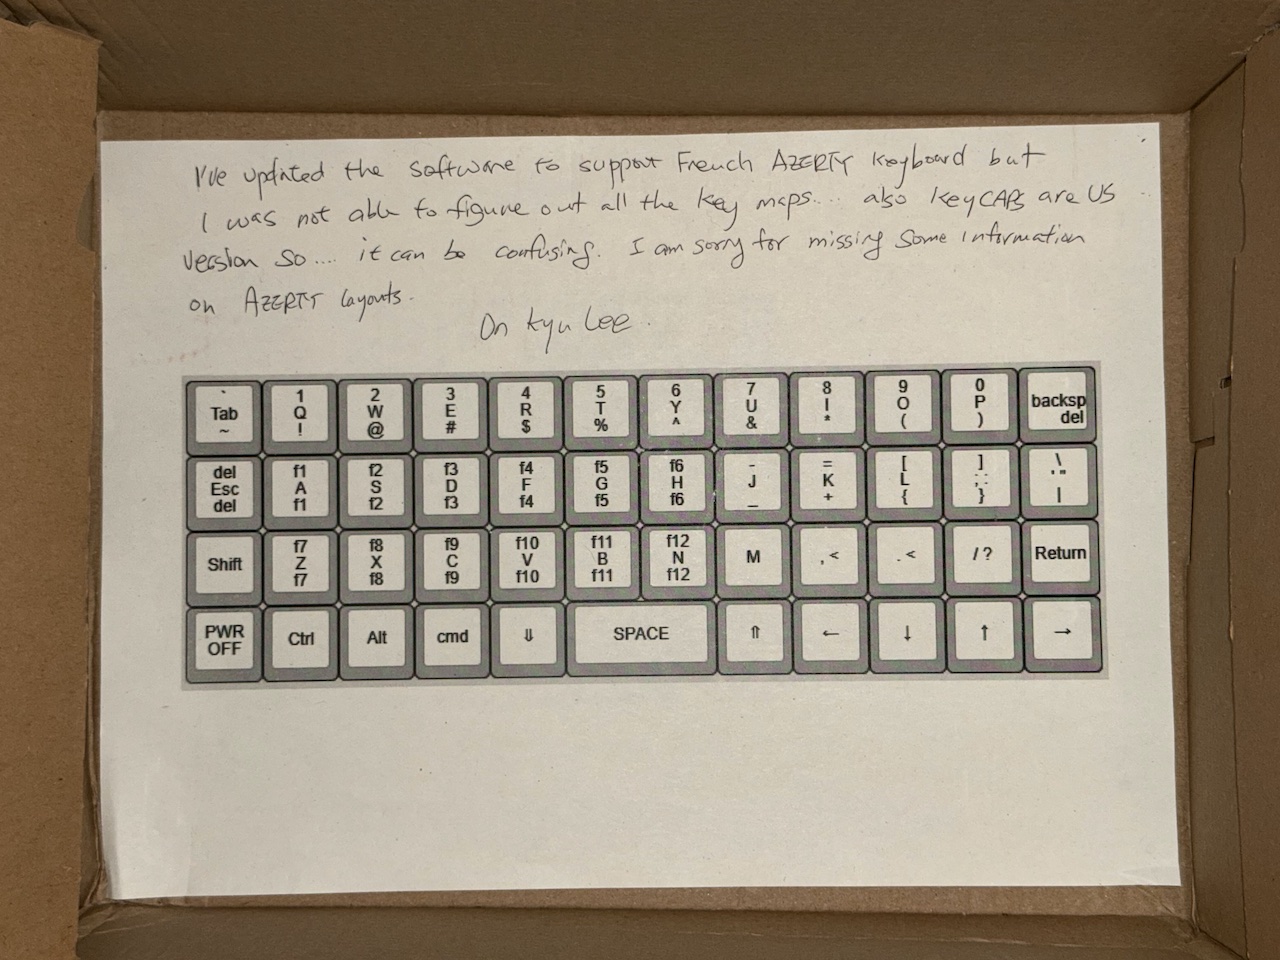 I've updated the software to support French AZERTY keyboard but
I was not able to figure out all the key maps.... also KeyCAPs are US
version so.... it can be confusing. I am sorry for missing some information
on AZERTY layouts.
On Kyu Lee.
` 1 2 3 4 5 6 7 8 9 0 backsp
Tab Q W E R T Y U I O P del
~ ! @ # $ % ^ & * ( )
del f1 f2 f3 f4 f5 f6 - = [ ] \
Esc A S D F G H J K L ; : ' "
del f1 f2 f3 f4 f5 f6 _ + { } |
f7 f8 f9 f10 f11 f12
Shift Z X C V B N M , < . < / ? Return
f7 f8 f9 f10 f11 f12
PWR Ctrl Alt cmd ⇓ SPACE ⇑ ← ↓ ↑ →
OFF